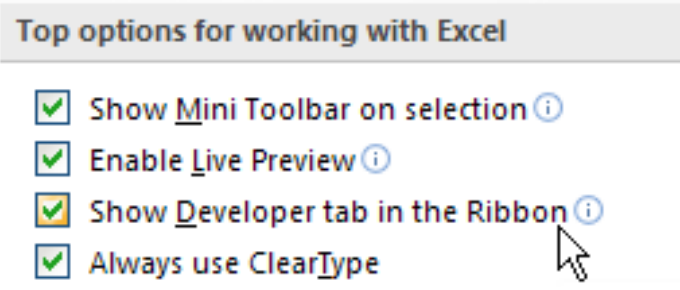 Top options for working with Excel
Show Mini Toolbar on selection
Enable Live Preview
Show Developer tab in the Ribbon
Always use ClearType